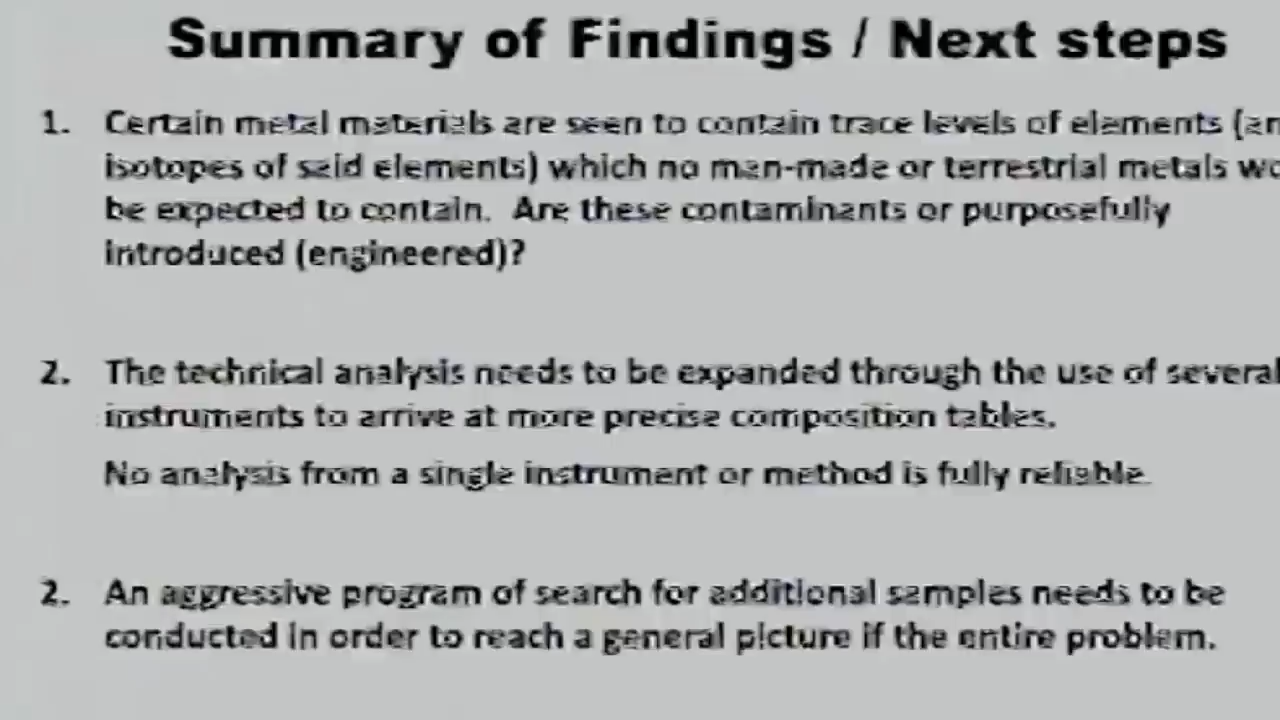 Summary of Findings / Next steps
1. Certain metal materials are seen to contain trace levels of elements (an
isotopes of said elements) which no man-made or terrestrial metals wo
be expected to contain. Are these contaminants or purposefully
introduced (engineered)?
2. The technical analysis needs to be expanded through the use of several
instruments to arrive at more precise composition tables.
No analysis from a single instrument or method is fully reliable.
2. An aggressive program of search for additional samples needs to be
conducted in order to reach a general picture if the entire problem.